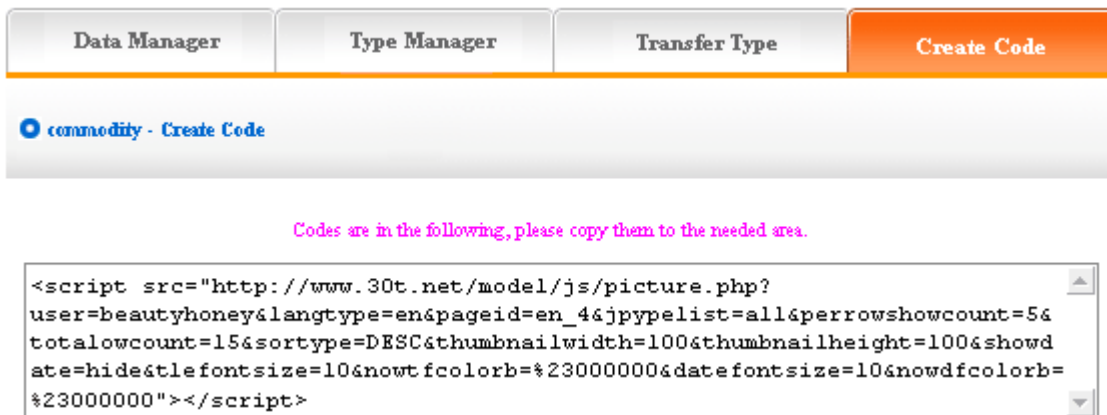 Data Manager Type Manager Transfer Type Create Code
commodity - Create Code
Codes are in the following, please copy them to the needed area.
<script src="http://www.30t.net/model/js/picture.php?
user=beautyhoney&langtype=en&pageid=en_4&jpypelist=all&perrowshowcount=5&
totalowcount=15&sortype=DESC&thumbnailwidth=100&thumbnailheight=100&showd
ate=hide&tlefontsize=10&nowtfcolorb=%23000000&datefontsize=10&nowdfcolorb=
%23000000"></script>